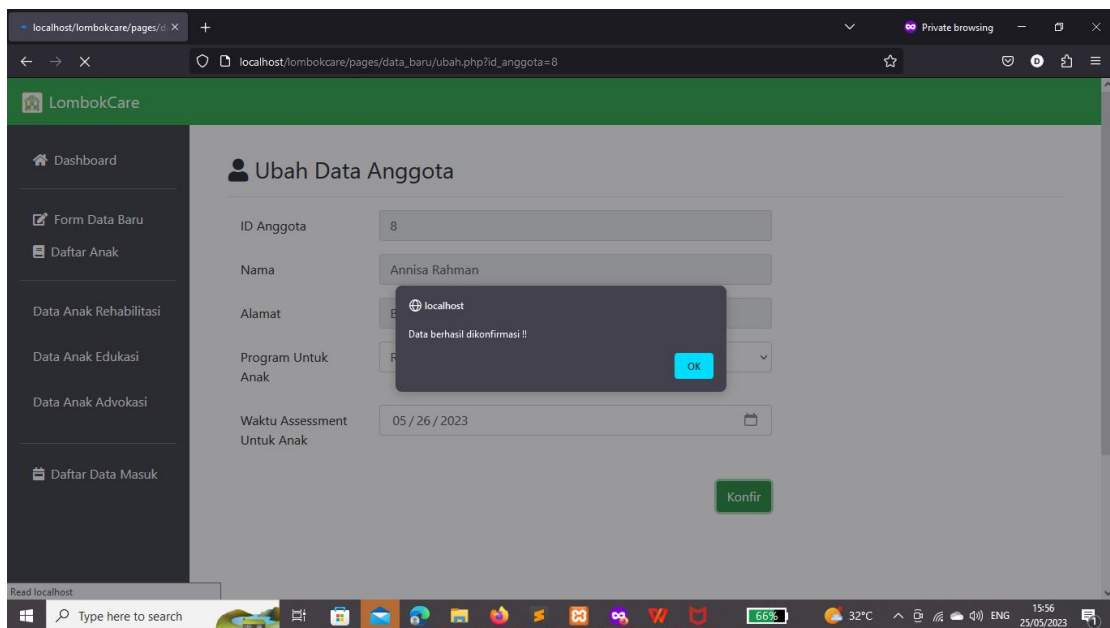 localhost/lombokcare/pages/d
Private browsing
localhost/lombokcare/pages/data_baru/ubah.php?id_anggota=8
LombokCare
Dashboard
Form Data Baru
Daftar Anak
Data Anak Rehabilitasi
Data Anak Edukasi
Data Anak Advokasi
Daftar Data Masuk
Ubah Data Anggota
ID Anggota
8
Nama
Annisa Rahman
Alamat
Program Untuk
Anak
Waktu Assessment
Untuk Anak
05 / 26 / 2023
Konfir
localhost
Data berhasil dikonfirmasi !!
OK
Read localhost
Type here to search
66%
32°C
ENG
15:56
25/05/2023